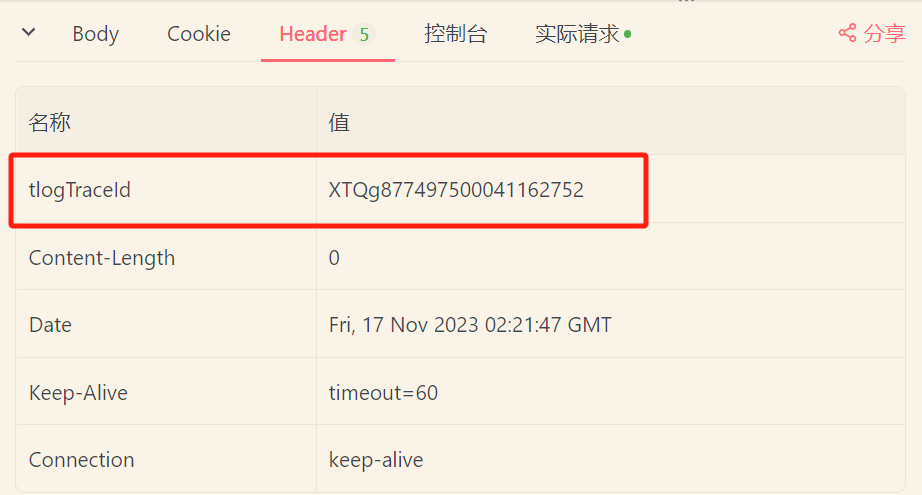 Body Cookie Header 5 控制台 实际请求 分享
名称 值
tlogTraceId XTQg877497500041162752
Content-Length 0
Date Fri, 17 Nov 2023 02:21:47 GMT
Keep-Alive timeout=60
Connection keep-alive